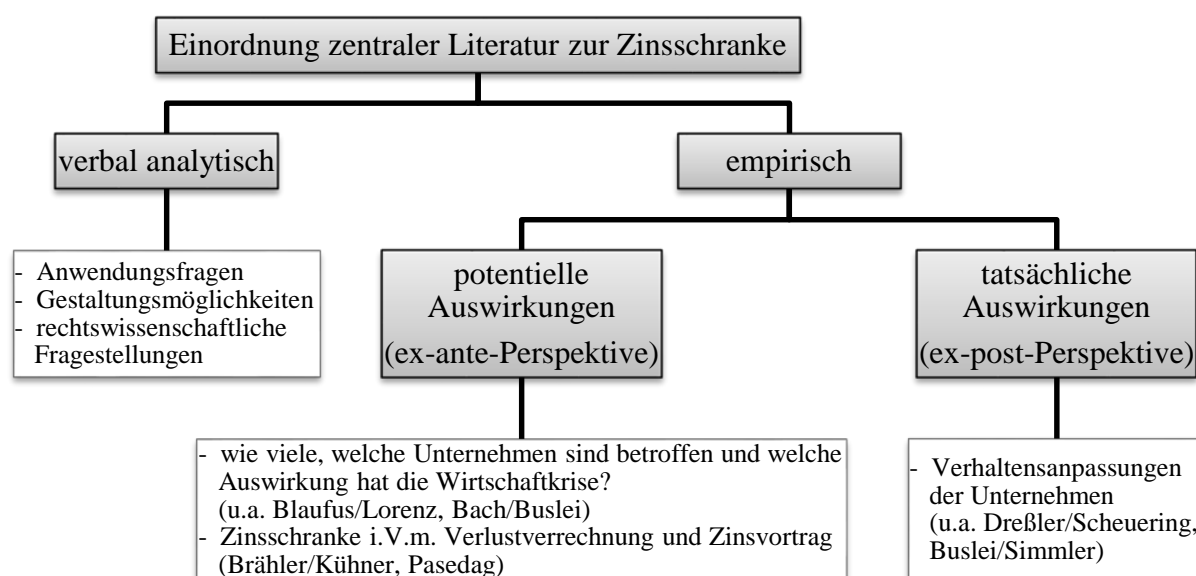 Einordnung zentraler Literatur zur Zinsschranke
verbal analytisch
empirisch
- Anwendungsfragen
- Gestaltungsmöglichkeiten
- rechtswissenschaftliche
Fragestellungen
potentielle
Auswirkungen
(ex-ante-Perspektive)
tatsächliche
Auswirkungen
(ex-post-Perspektive)
- wie viele, welche Unternehmen sind betroffen und welche
Auswirkung hat die Wirtschaftkrise?
(u.a. Blaufus/Lorenz, Bach/Buslei)
- Zinsschranke i.V.m. Verlustverrechnung und Zinsvortrag
(Brähler/Kühner, Pasedag)
- Verhaltensanpassungen
der Unternehmen
(u.a. Dreßler/Scheuering,
Buslei/Simmler)